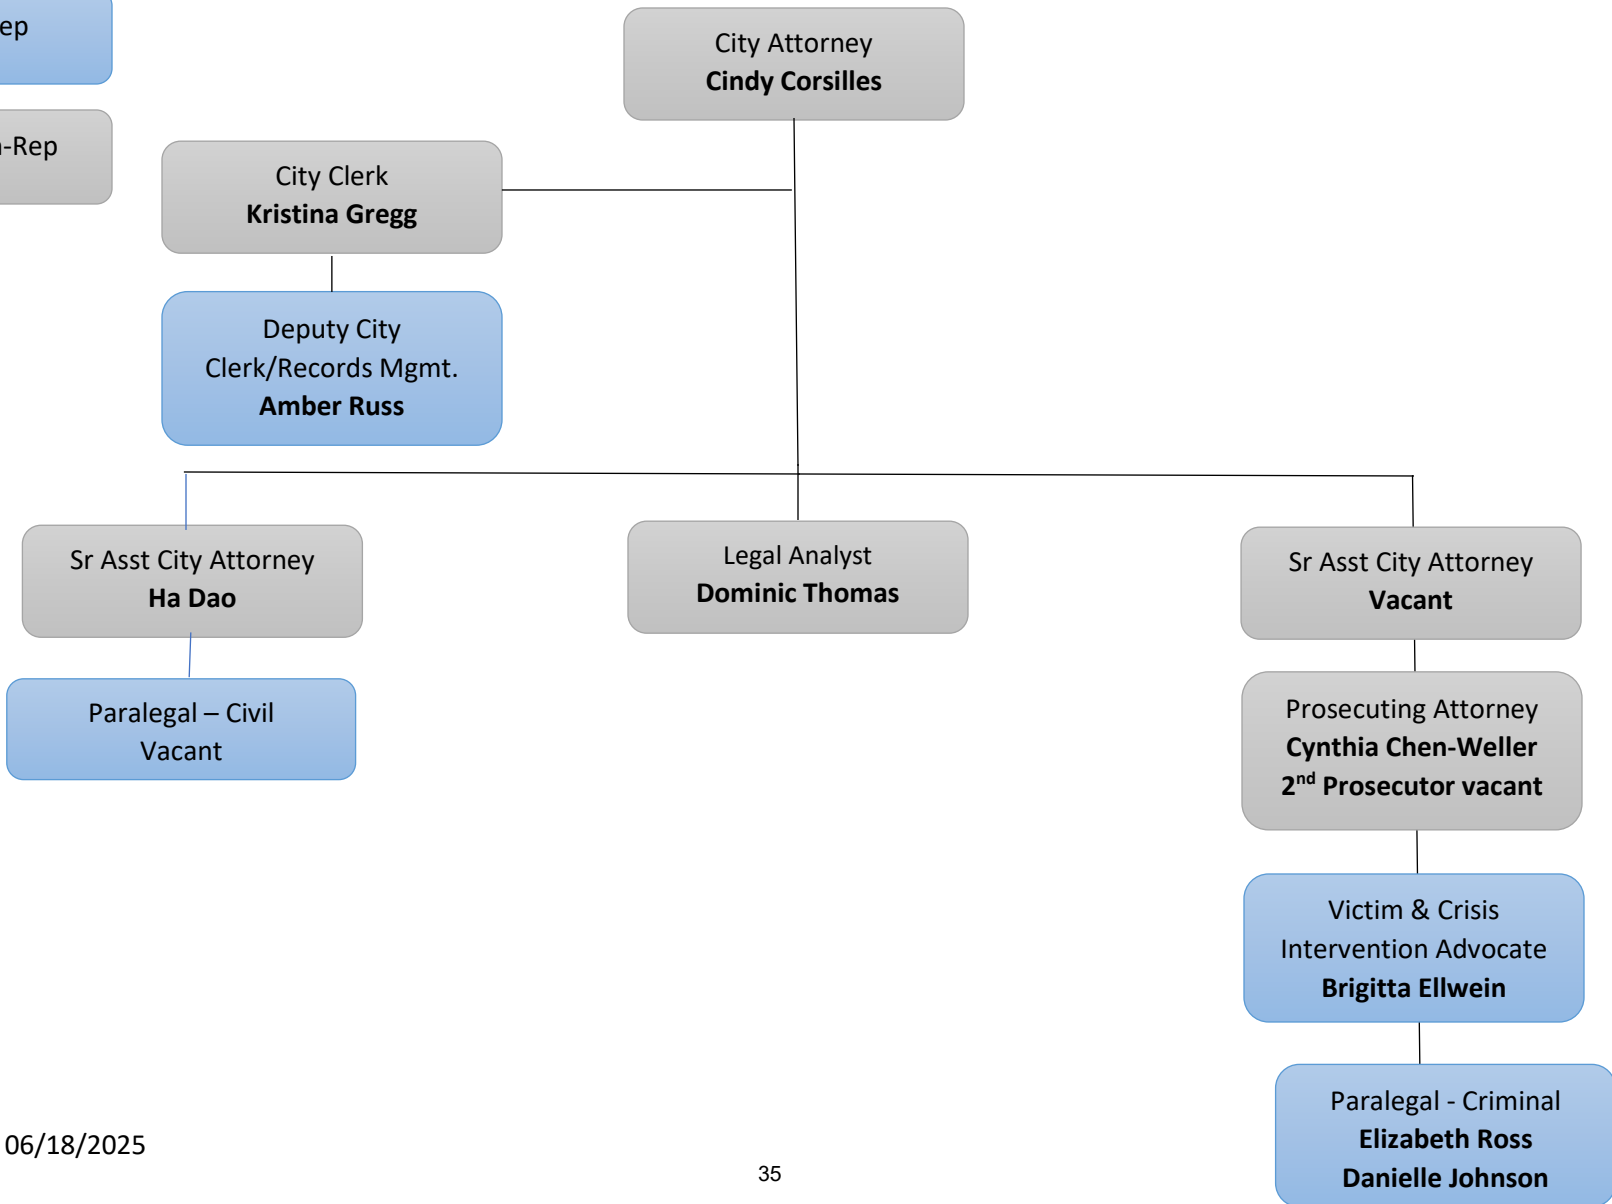 City Attorney
Cindy Corsilles
City Clerk
Kristina Gregg
Deputy City
Clerk/Records Mgmt.
Amber Russ
Sr Asst City Attorney
Ha Dao
Paralegal – Civil
Vacant
Legal Analyst
Dominic Thomas
Sr Asst City Attorney
Vacant
Prosecuting Attorney
Cynthia Chen-Weller
2nd Prosecutor vacant
Victim & Crisis
Intervention Advocate
Brigitta Ellwein
Paralegal - Criminal
Elizabeth Ross
Danielle Johnson
06/18/2025
35